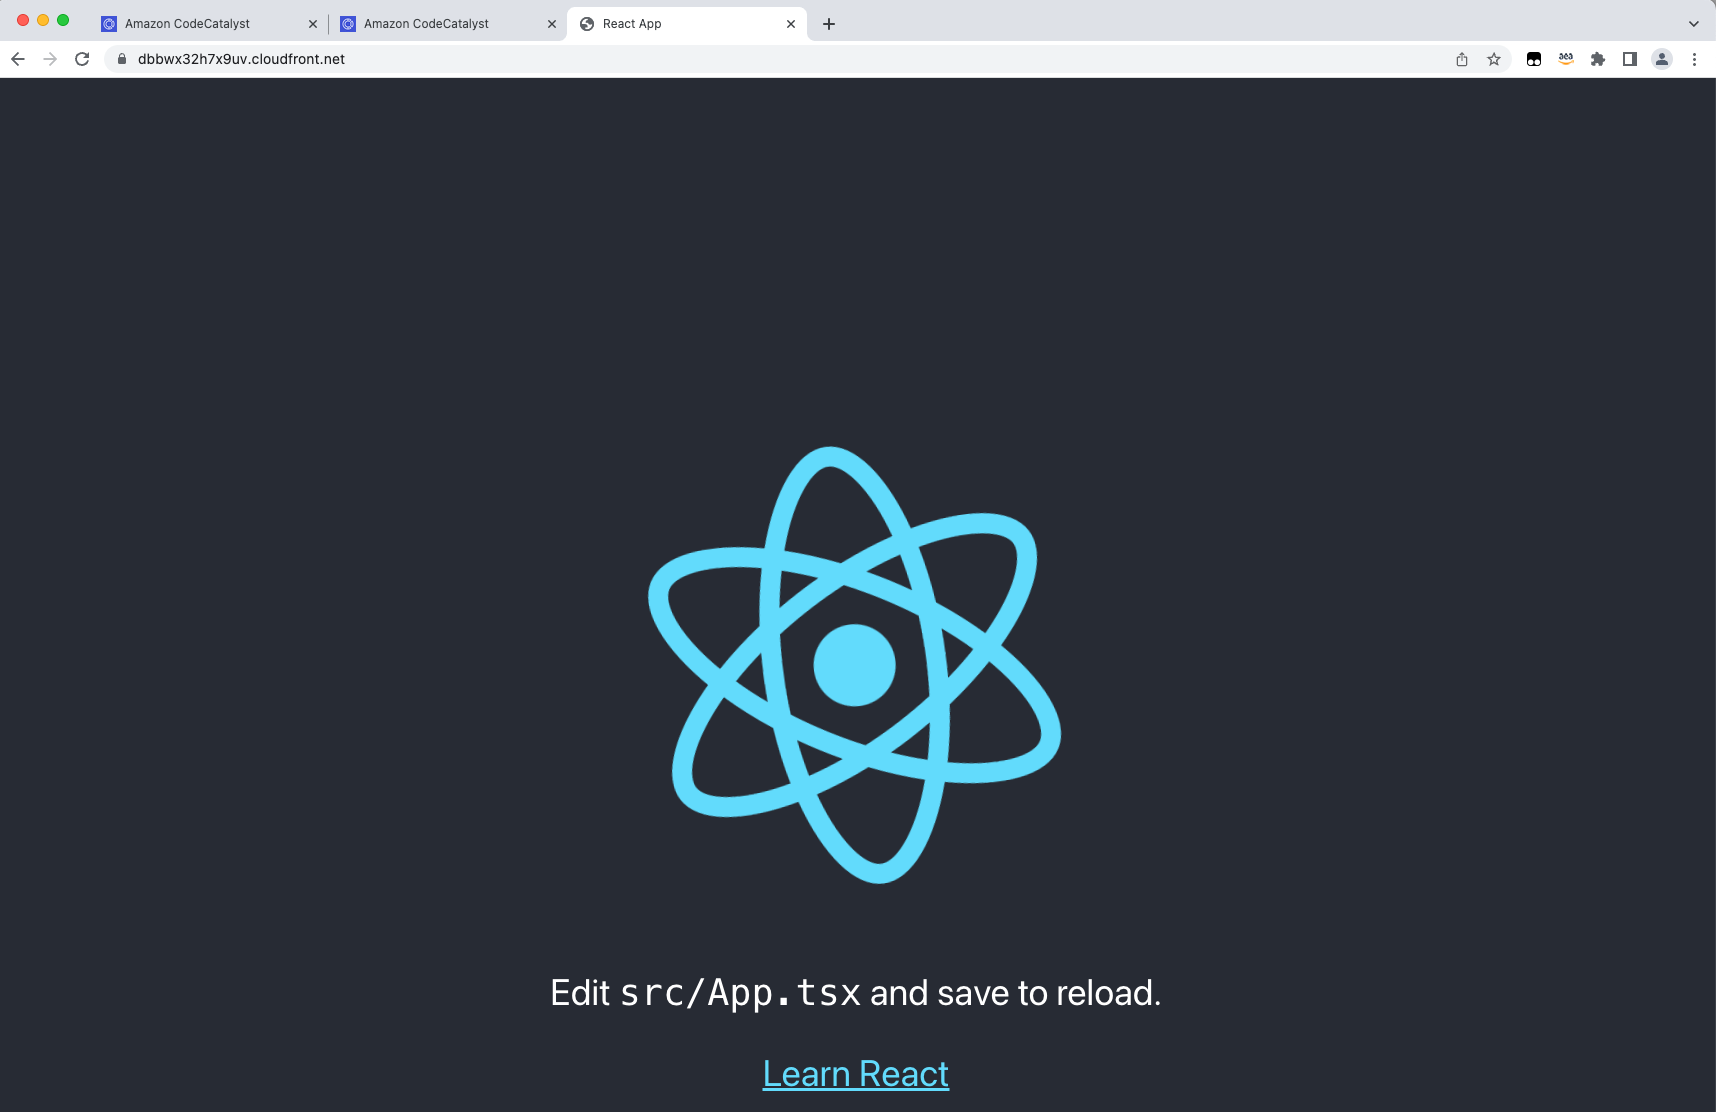 Amazon CodeCatalyst
Amazon CodeCatalyst
React App
dbbwx32h7x9uv.cloudfront.net
Edit src/App.tsx and save to reload.
Learn React